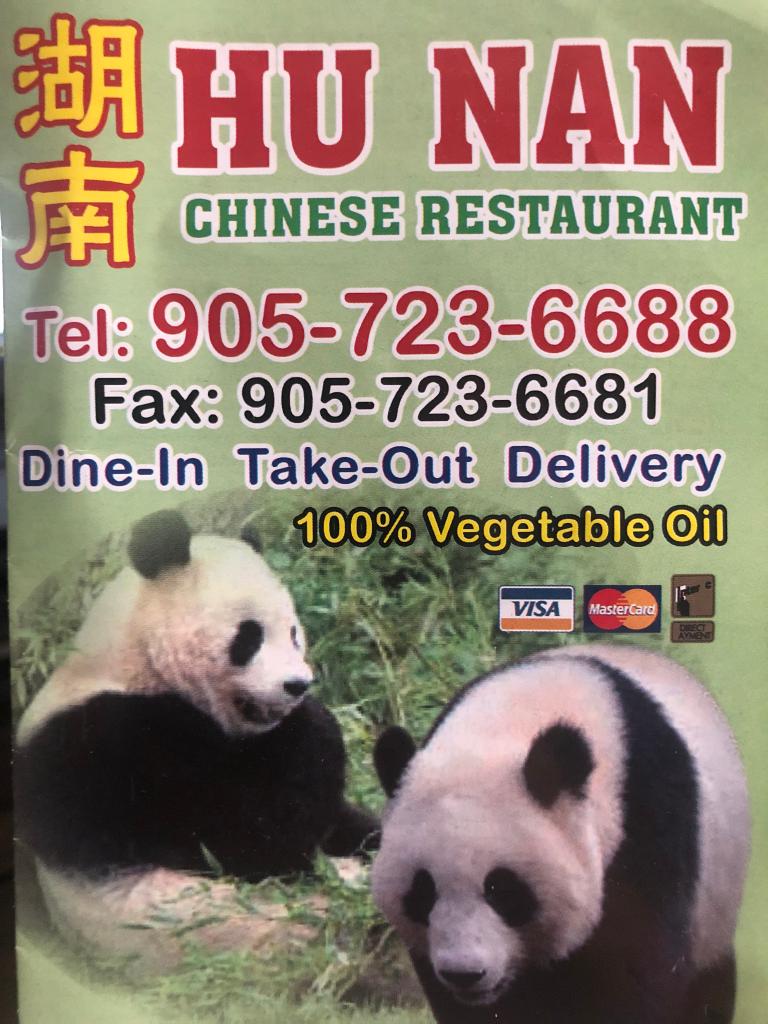 湖南
HU NAN
CHINESE RESTAURANT
Tel: 905-723-6688
Fax: 905-723-6681
Dine-In Take-Out Delivery
100% Vegetable Oil
VISA MasterCard
DIRECT